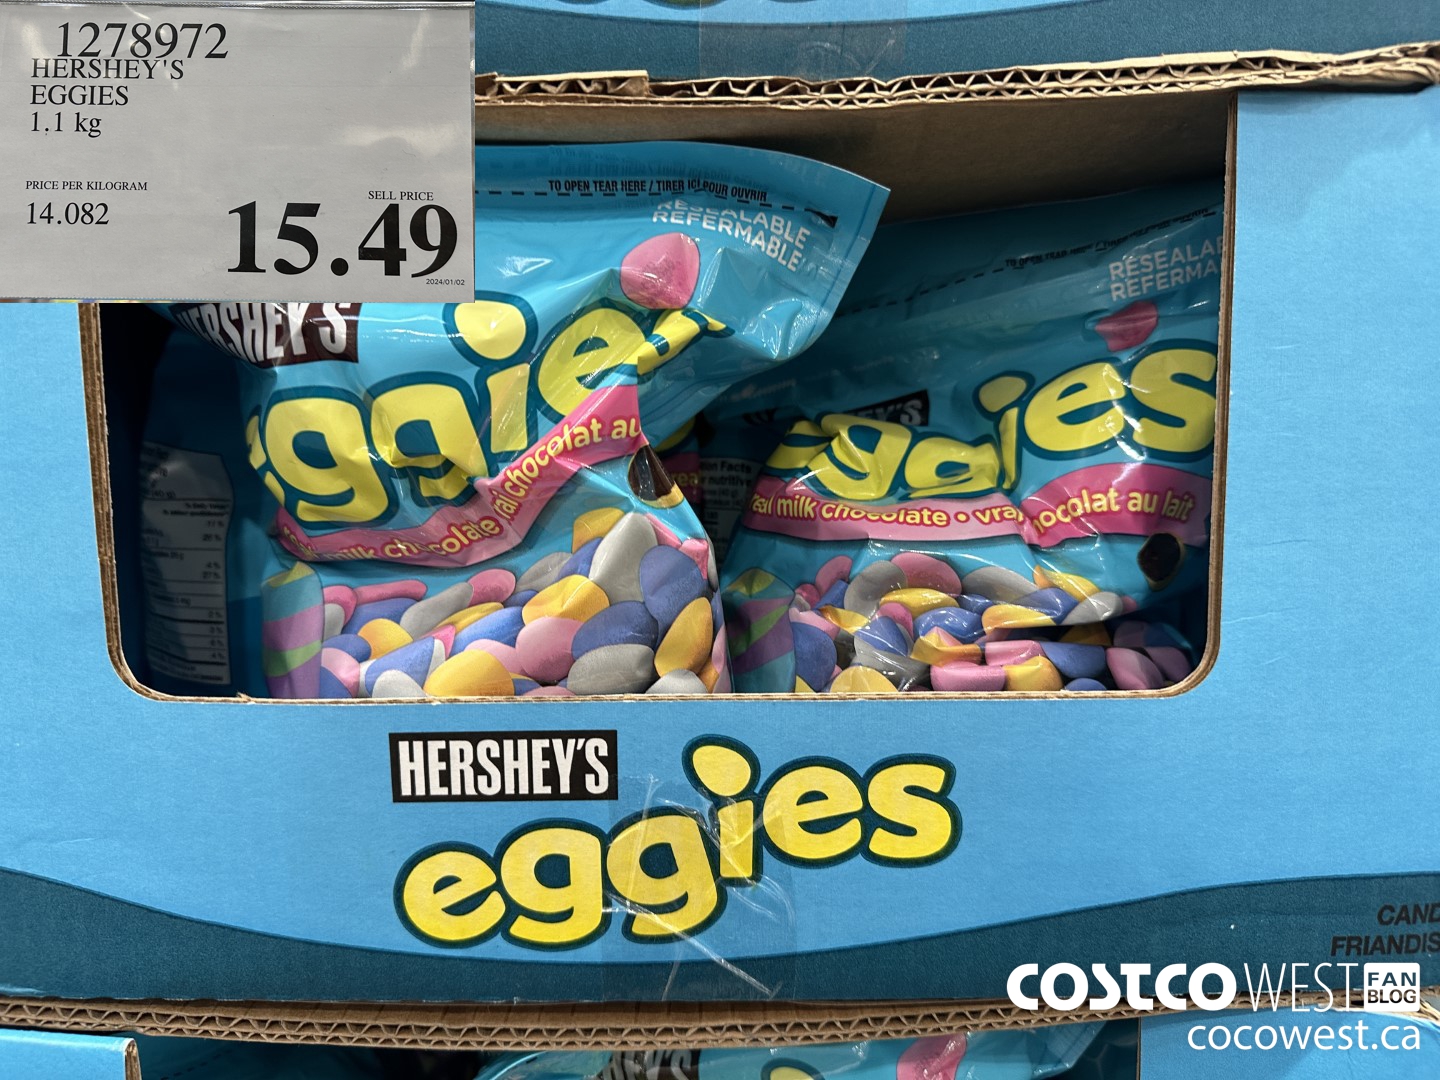 1278972
HERSHEY'S
EGGIES
1.1 kg
PRICE PER KILOGRAM
14.082
SELL PRICE
15.49
2024/01/02
TO OPEN TEAR HERE / TIRER ICI POUR OUVRIR
RESEALABLE
REFERMABLE
HERSHEY'S
eggies
real milk chocolate • vrai chocolat au
RESEALAB
REFERMA
eggies
real milk chocolate • vrai chocolat au lait
HERSHEY'S
eggies
CAND
FRIANDIS
COSTCO WEST FAN
BLOG
cocowest.ca